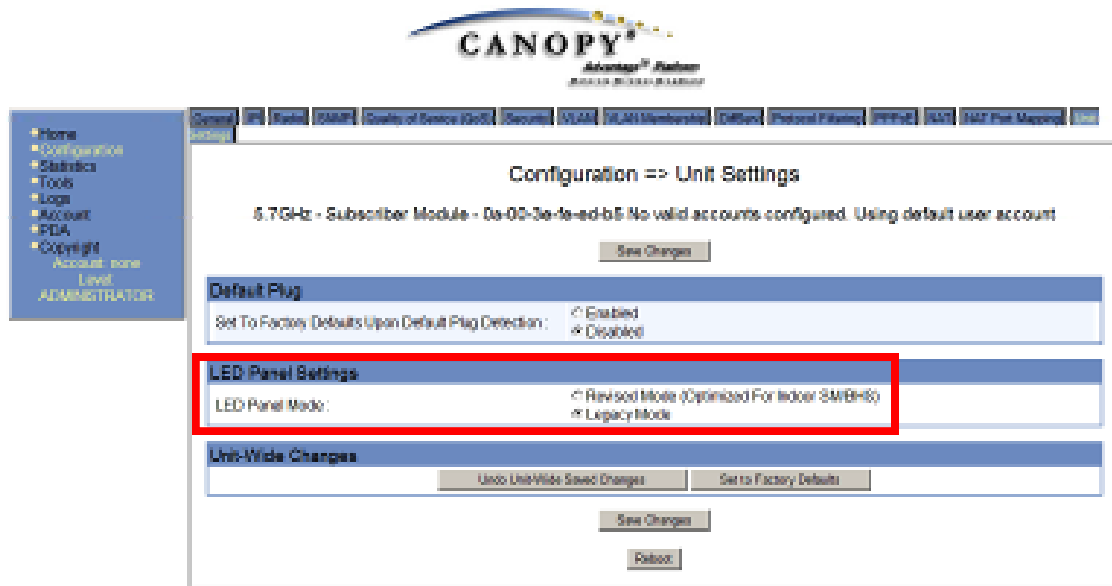 CANOPY®
Advantage™ Platform
Home
Configuration
Statistics
Tools
Logs
Account
PDA
Copyright
Account: none
Level:
ADMINISTRATOR
General IP Radio SNMP Quality of Service (QoS) Security VLAN VLAN Membership DiffServ Protocol Filtering PPPoE NAT NAT Port Mapping Unit
Settings
Configuration => Unit Settings
5.7GHz - Subscriber Module - 0a-00-3e-fe-ed-b5 No valid accounts configured. Using default user account
Save Changes
Default Plug
Set To Factory Defaults Upon Default Plug Detection :
Enabled
Disabled
LED Panel Settings
LED Panel Mode :
Revised Mode (Optimized For Indoor SM/BHS)
Legacy Mode
Unit-Wide Changes
Undo Unit-Wide Saved Changes
Set to Factory Defaults
Save Changes
Reboot